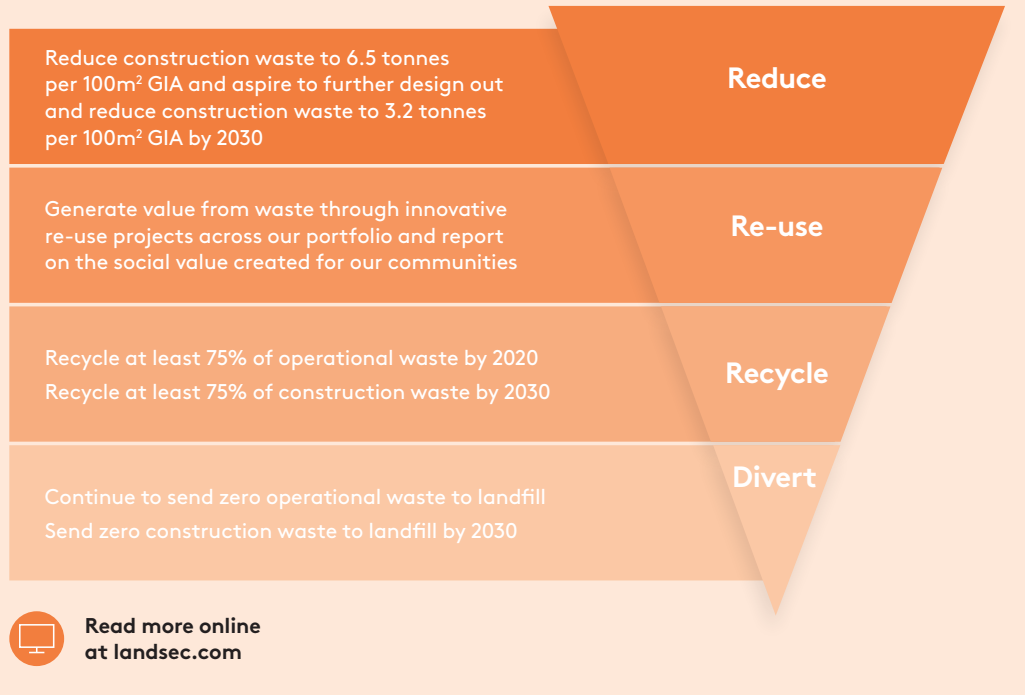 Reduce construction waste to 6.5 tonnes
per 100m² GIA and aspire to further design out
and reduce construction waste to 3.2 tonnes
per 100m² GIA by 2030
Reduce
Generate value from waste through innovative
re-use projects across our portfolio and report
on the social value created for our communities
Re-use
Recycle at least 75% of operational waste by 2020
Recycle at least 75% of construction waste by 2030
Recycle
Continue to send zero operational waste to landfill
Send zero construction waste to landfill by 2030
Divert
Read more online
at landsec.com